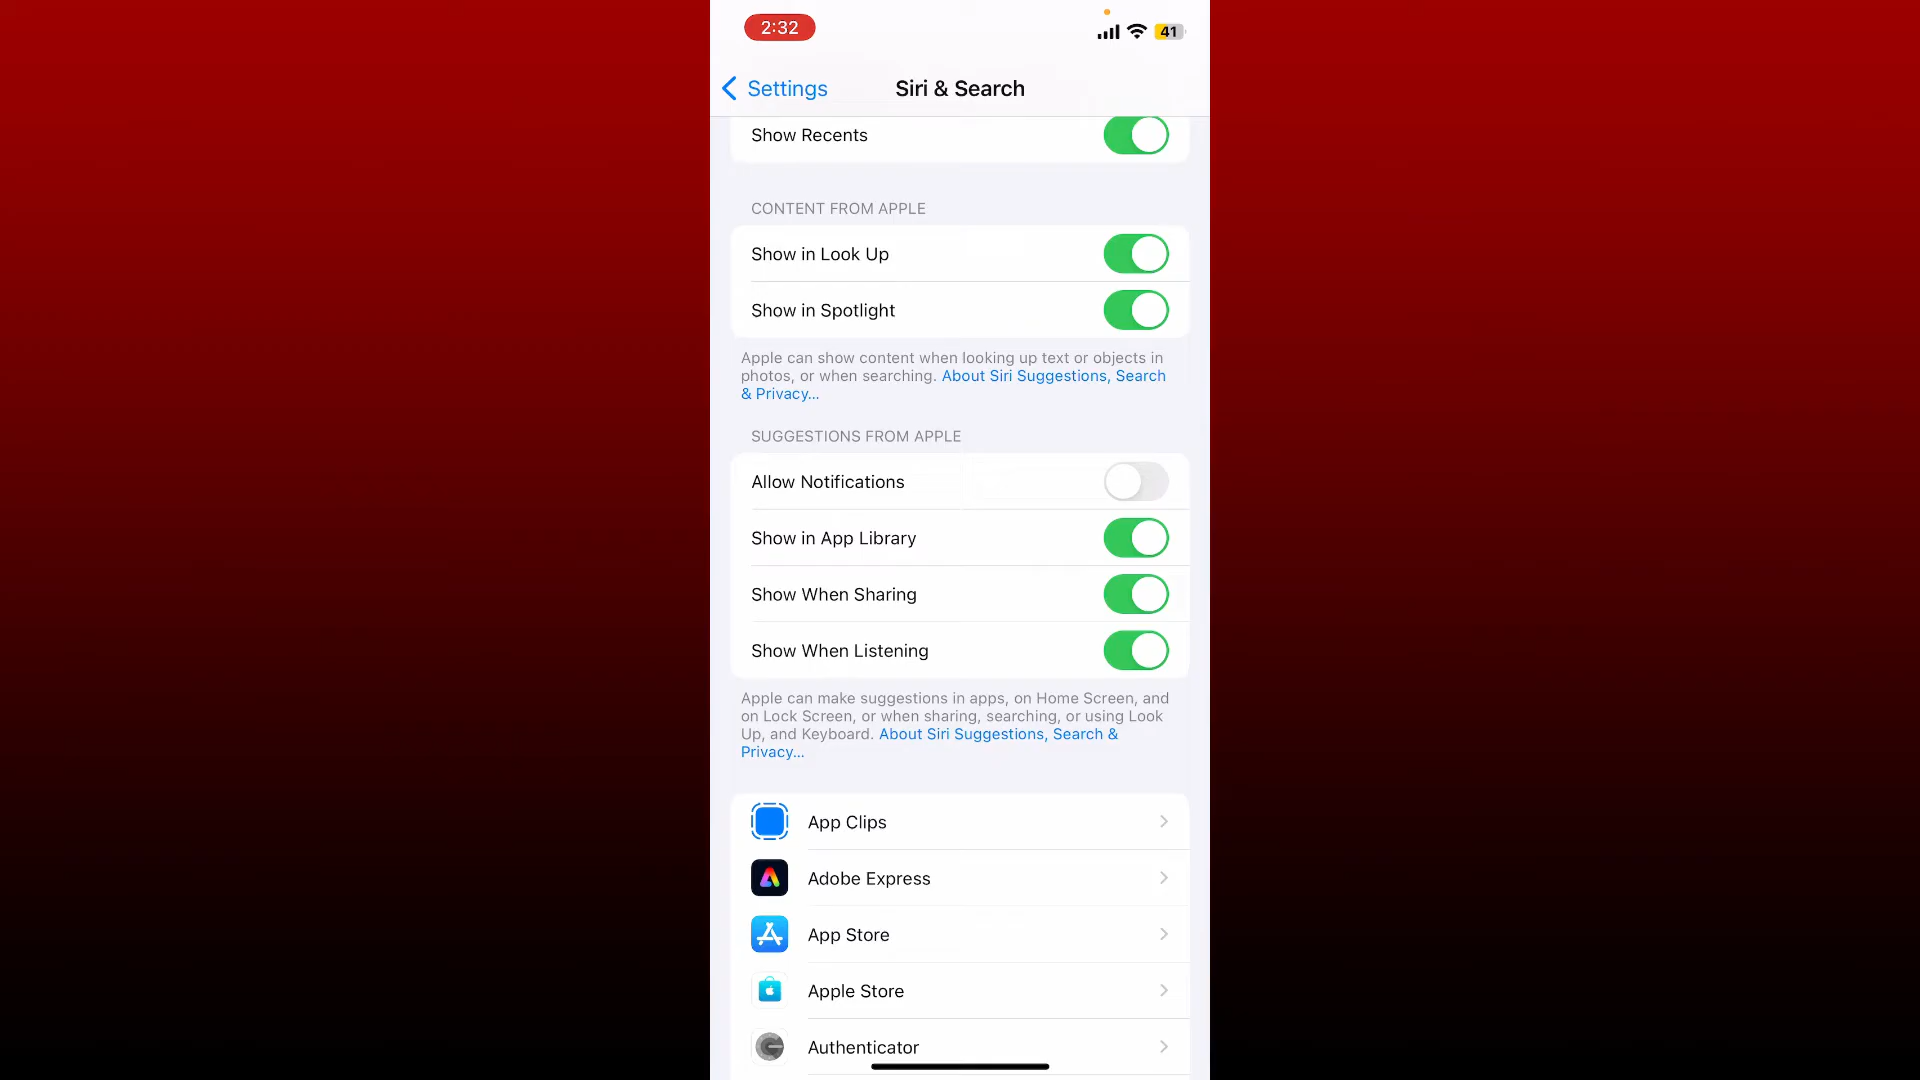 2:32
41
Settings
Siri & Search
Show Recents
CONTENT FROM APPLE
Show in Look Up
Show in Spotlight
Apple can show content when looking up text or objects in
photos, or when searching. About Siri Suggestions, Search
& Privacy...
SUGGESTIONS FROM APPLE
Allow Notifications
Show in App Library
Show When Sharing
Show When Listening
Apple can make suggestions in apps, on Home Screen, and
on Lock Screen, or when sharing, searching, or using Look
Up, and Keyboard. About Siri Suggestions, Search &
Privacy...
App Clips
Adobe Express
App Store
Apple Store
Authenticator